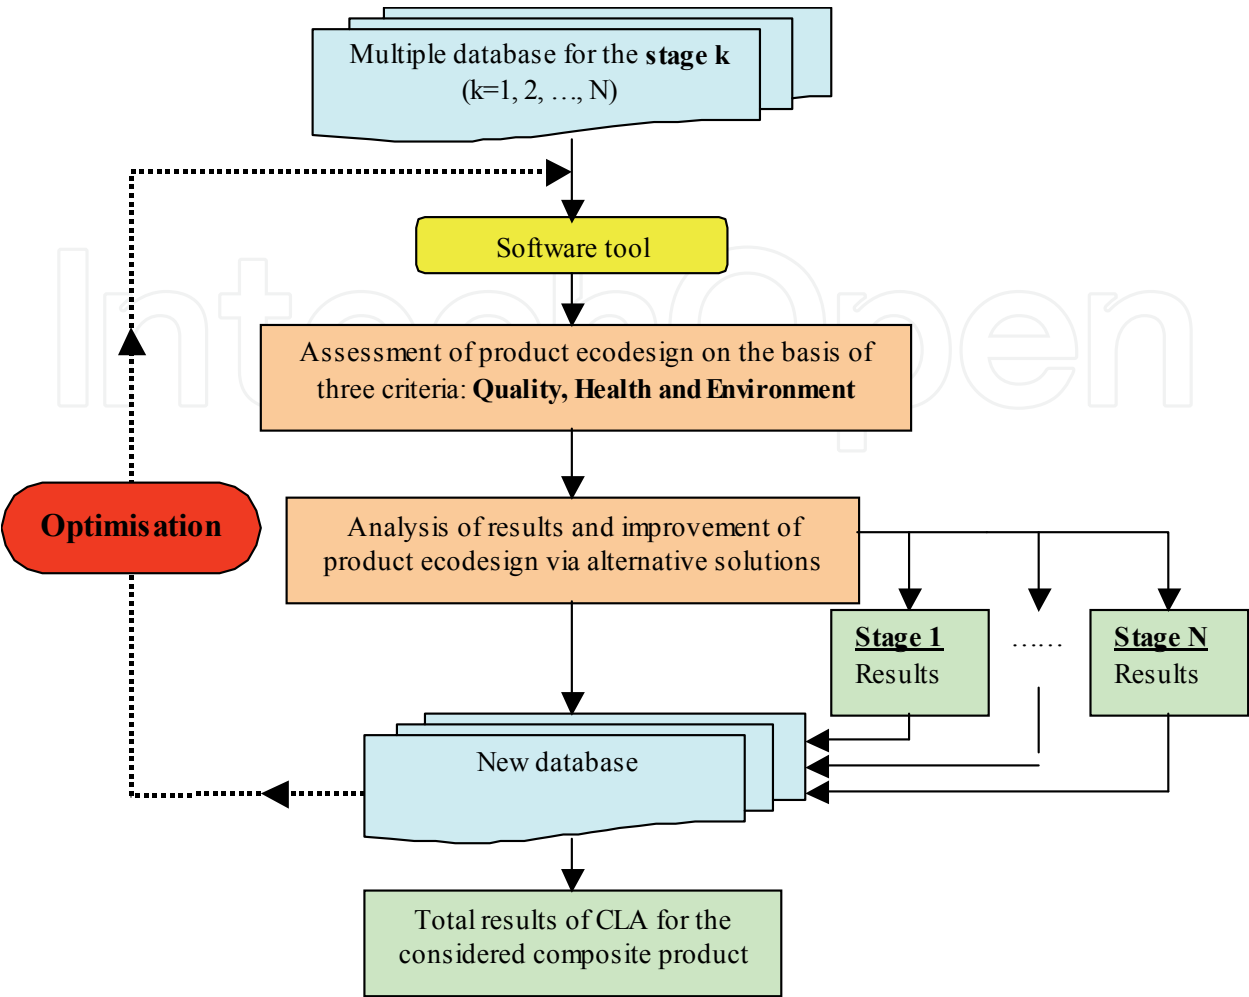 Multiple database for the stage k
(k=1, 2, …, N)
Software tool
IntechOpen
Assessment of product ecodesign on the basis of
three criteria: Quality, Health and Environment
Optimisation
Analysis of results and improvement of
product ecodesign via alternative solutions
Stage 1
Results
……
Stage N
Results
New database
Total results of CLA for the
considered composite product